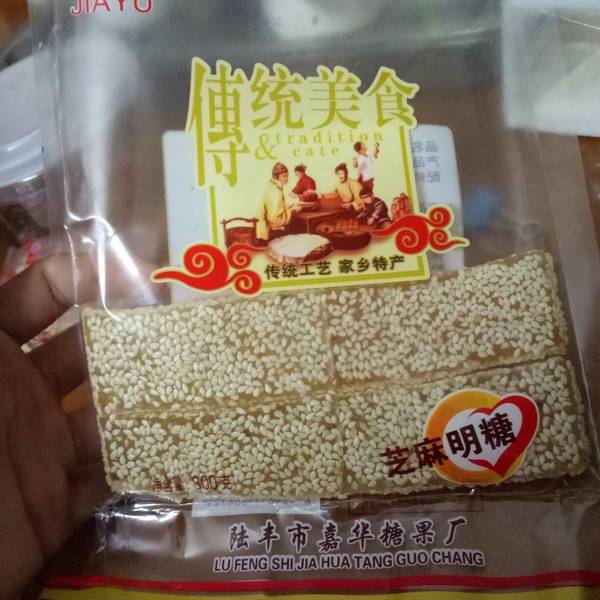 JIAYU
傳统美食
& tradition
cate
传统工艺 家乡特产
芝麻明糖
净含量: 300克
陆丰市嘉华糖果厂
LU FENG SHI JIA HUA TANG GUO CHANG